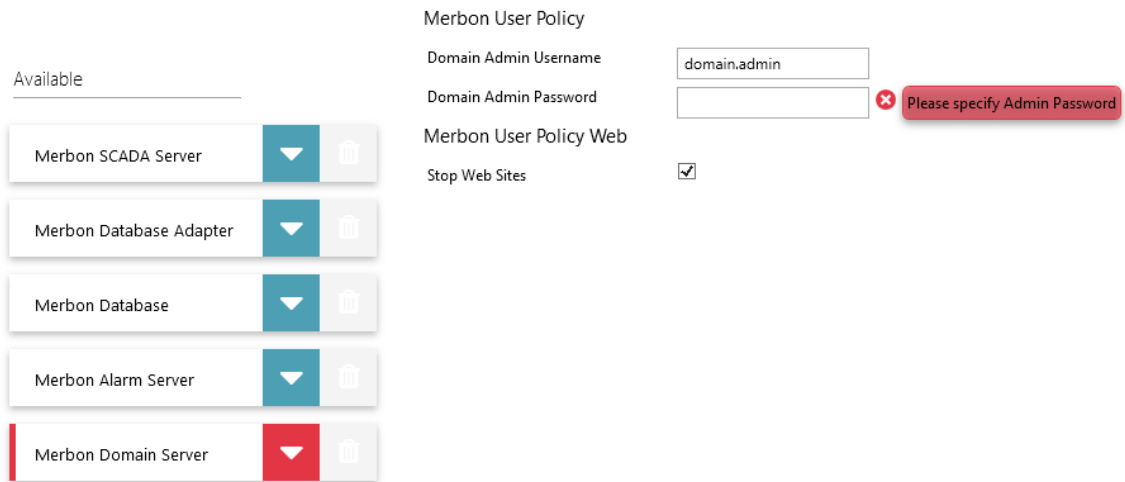 Available
Merbon SCADA Server
Merbon Database Adapter
Merbon Database
Merbon Alarm Server
Merbon Domain Server
Merbon User Policy
Domain Admin Username domain.admin
Domain Admin Password Please specify Admin Password
Merbon User Policy Web
Stop Web Sites